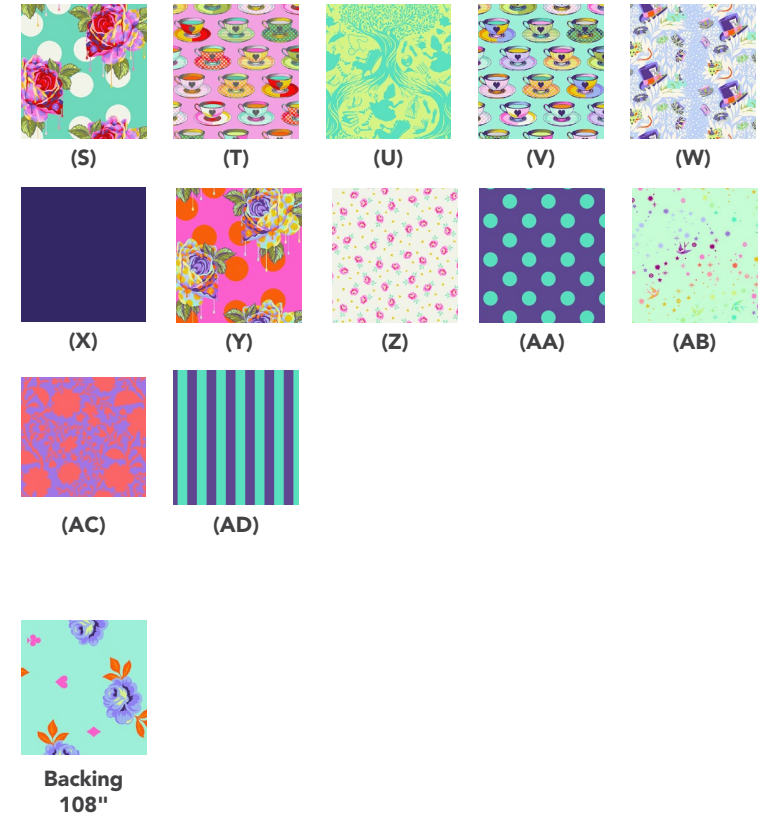 (S) (T) (U) (V) (W)
(X) (Y) (Z) (AA) (AB)
(AC) (AD)
Backing
108"